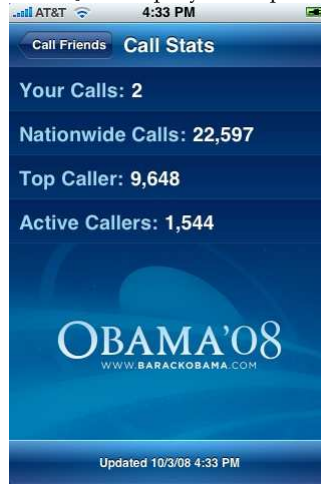 AT&T 4:33 PM
Call Friends Call Stats
Your Calls: 2
Nationwide Calls: 22,597
Top Caller: 9,648
Active Callers: 1,544
OBAMA'08
WWW.BARACKOBAMA.COM
Updated 10/3/08 4:33 PM